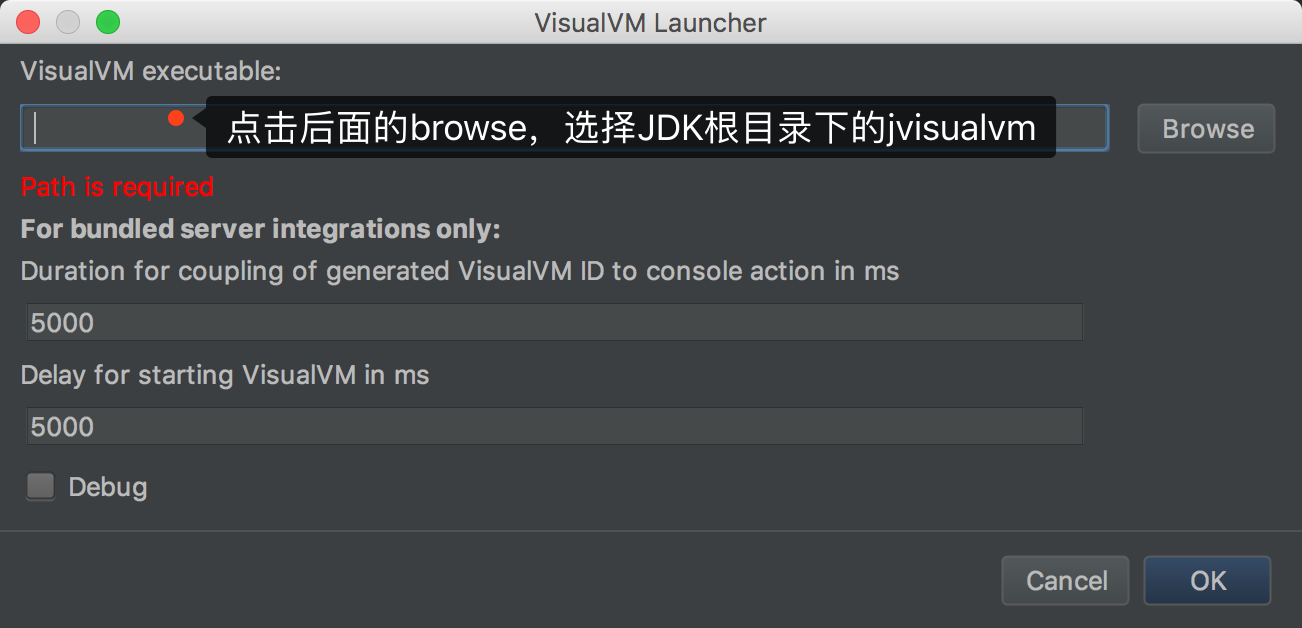 VisualVM Launcher
VisualVM executable:
点击后面的browse，选择JDK根目录下的jvisualvm
Browse
Path is required
For bundled server integrations only:
Duration for coupling of generated VisualVM ID to console action in ms
5000
Delay for starting VisualVM in ms
5000
Debug
Cancel
OK